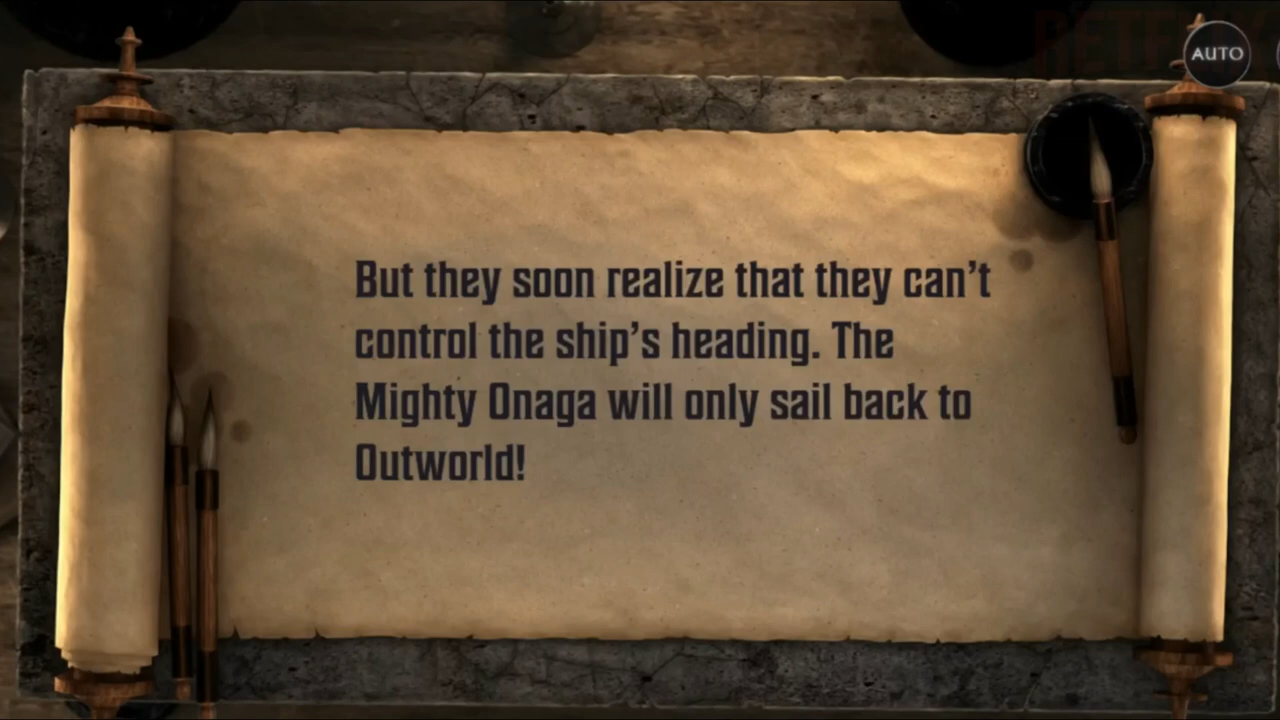 AUTO
But they soon realize that they can't
control the ship's heading. The
Mighty Onaga will only sail back to
Outworld!